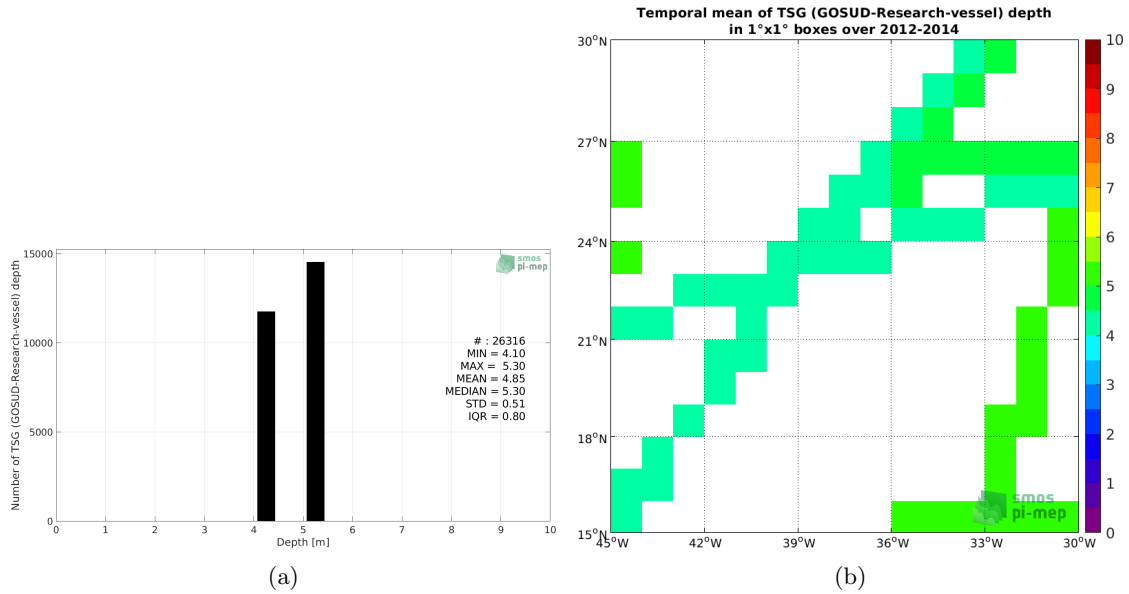 Number of TSG (GOSUD-Research-vessel) depth
15000
10000
5000
0
smos
pi-mep
# : 26316
MIN = 4.10
MAX = 5.30
MEAN = 4.85
MEDIAN = 5.30
STD = 0.51
IQR = 0.80
0 1 2 3 4 5 6 7 8 9 10
Depth [m]
(a)
Temporal mean of TSG (GOSUD-Research-vessel) depth
in 1°x1° boxes over 2012-2014
30°N
27°N
24°N
21°N
18°N
15°N
45°W 42°W 39°W 36°W 33°W 30°W
smos
pi-mep
10
9
8
7
6
5
4
3
2
1
0
(b)